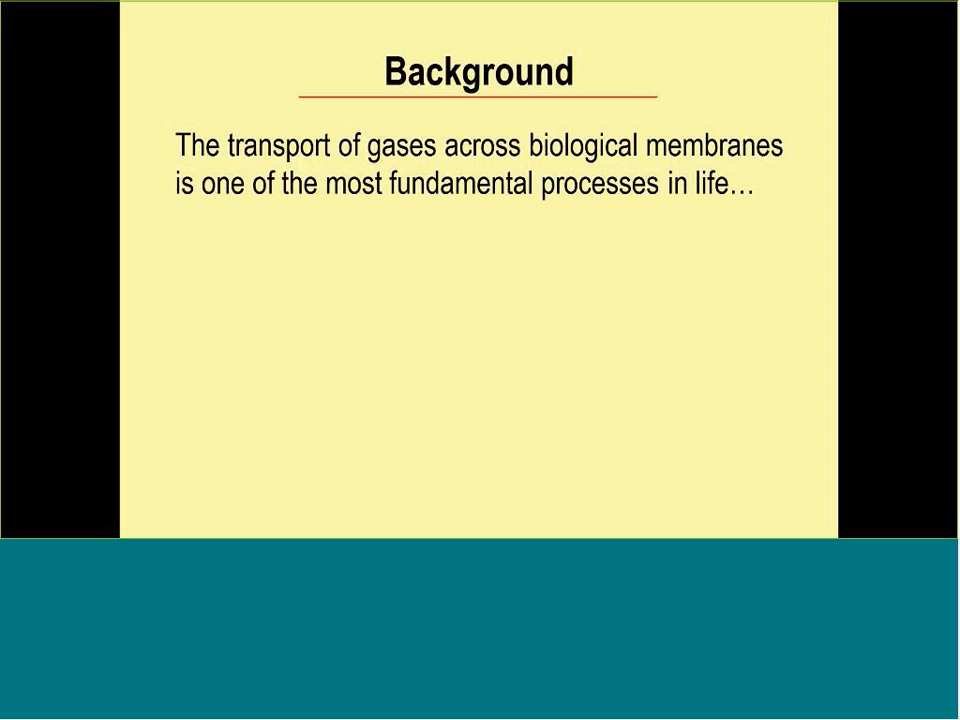 Background
The transport of gases across biological membranes
is one of the most fundamental processes in life…